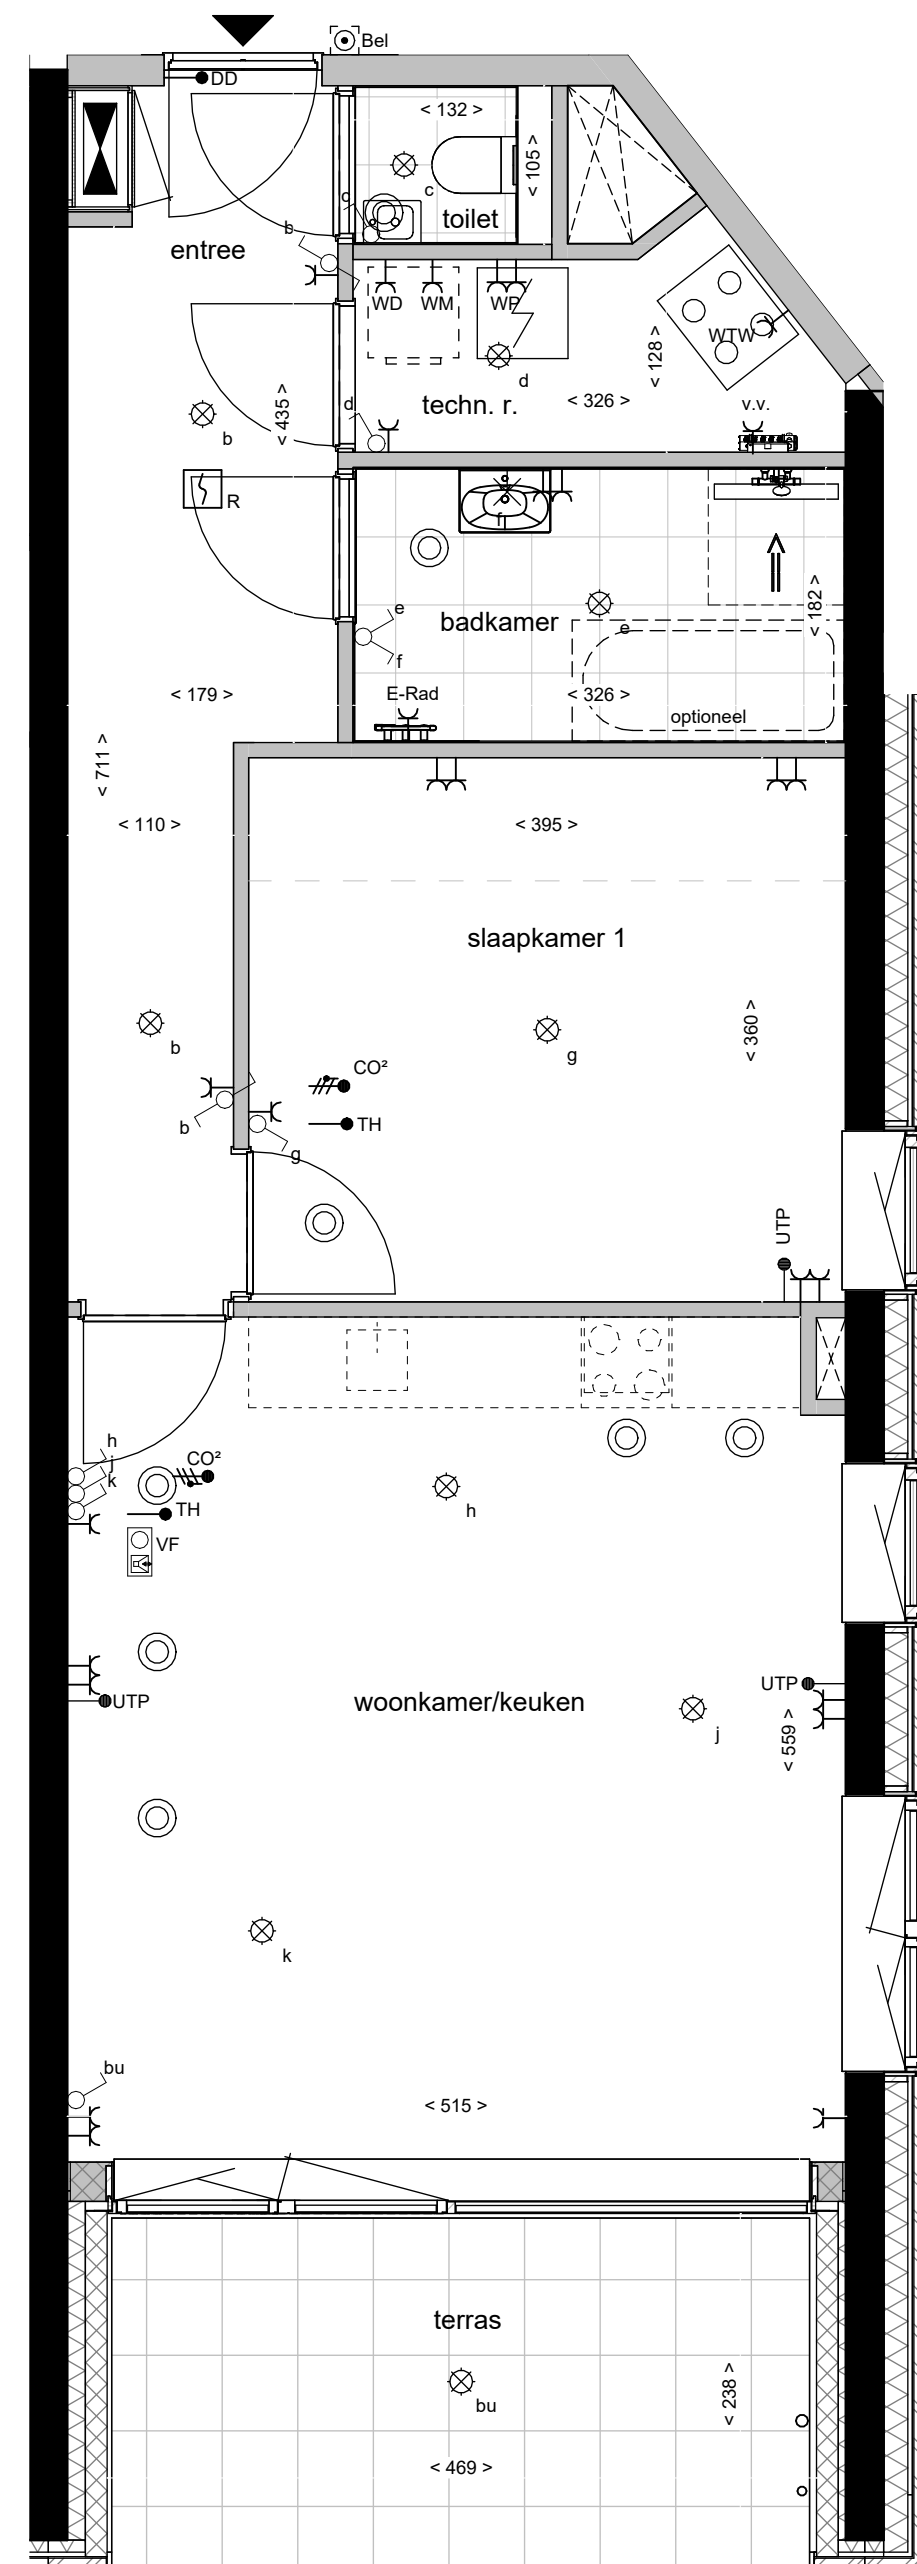 Bel
DD
< 132 >
< 105 >
c
c
toilet
b
entree
WD
WM
WP
WTW
< 128 >
d
< 326 >
techn. r.
v.v.
d
< 435 >
b
R
f
badkamer
e
e
f
< 182 >
E-Rad
< 326 >
optioneel
< 179 >
< 711 >
< 110 >
< 395 >
slaapkamer 1
b
g
< 360 >
CO²
TH
b
g
UTP
h
j
k
CO²
TH
VF
h
UTP
woonkamer/keuken
UTP
j
< 559 >
k
bu
< 515 >
terras
bu
< 238 >
< 469 >